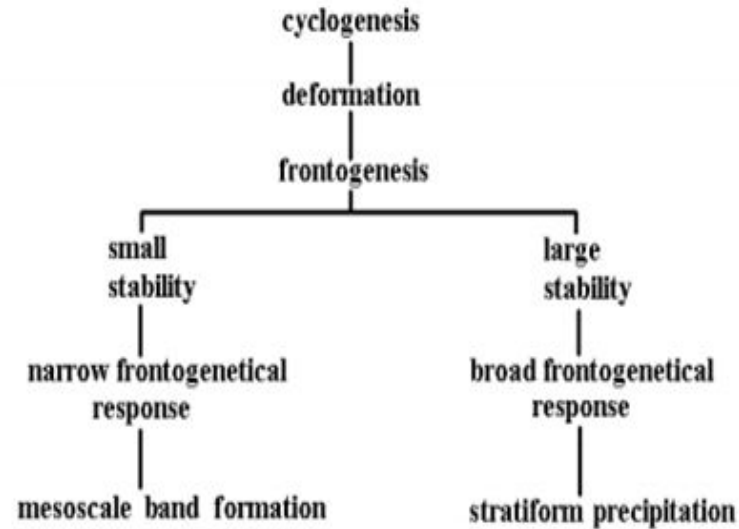 cyclogenesis
deformation
frontogenesis
small
stability
large
stability
narrow frontogenetical
response
broad frontogenetical
response
mesoscale band formation
stratiform precipitation